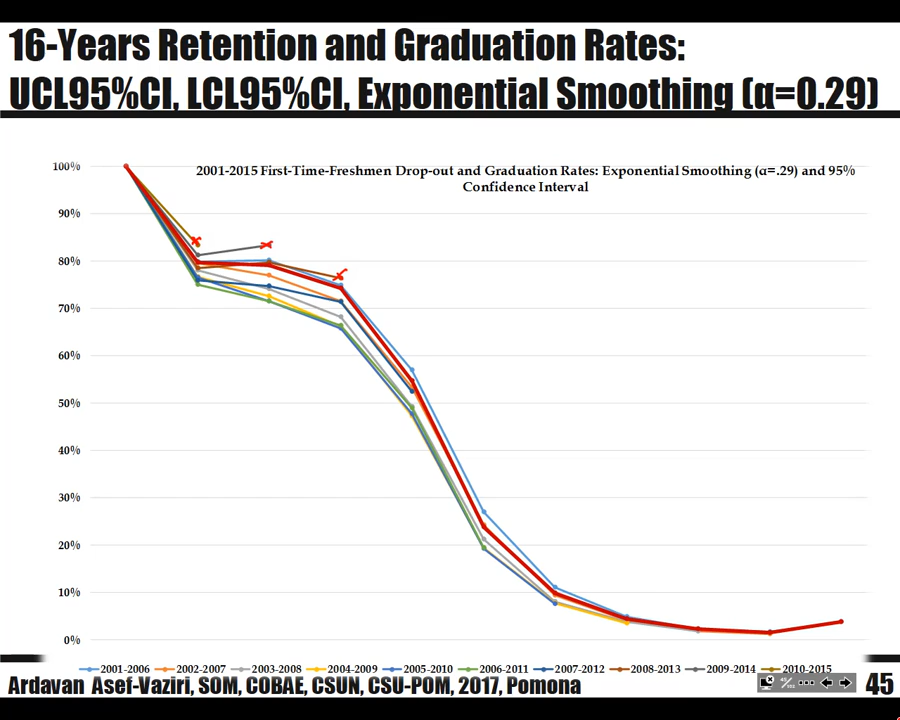 16-Years Retention and Graduation Rates:
UCL95%CI, LCL95%CI, Exponential Smoothing (α=0.29)
2001-2015 First-Time-Freshmen Drop-out and Graduation Rates: Exponential Smoothing (α=.29) and 95%
Confidence Interval
100%
90%
80%
70%
60%
50%
40%
30%
20%
10%
0%
2001-2006 2002-2007 2003-2008 2004-2009 2005-2010 2006-2011 2007-2012 2008-2013 2009-2014 2010-2015
Ardavan Asef-Vaziri, SOM, COBAE, CSUN, CSU-POM, 2017, Pomona
45